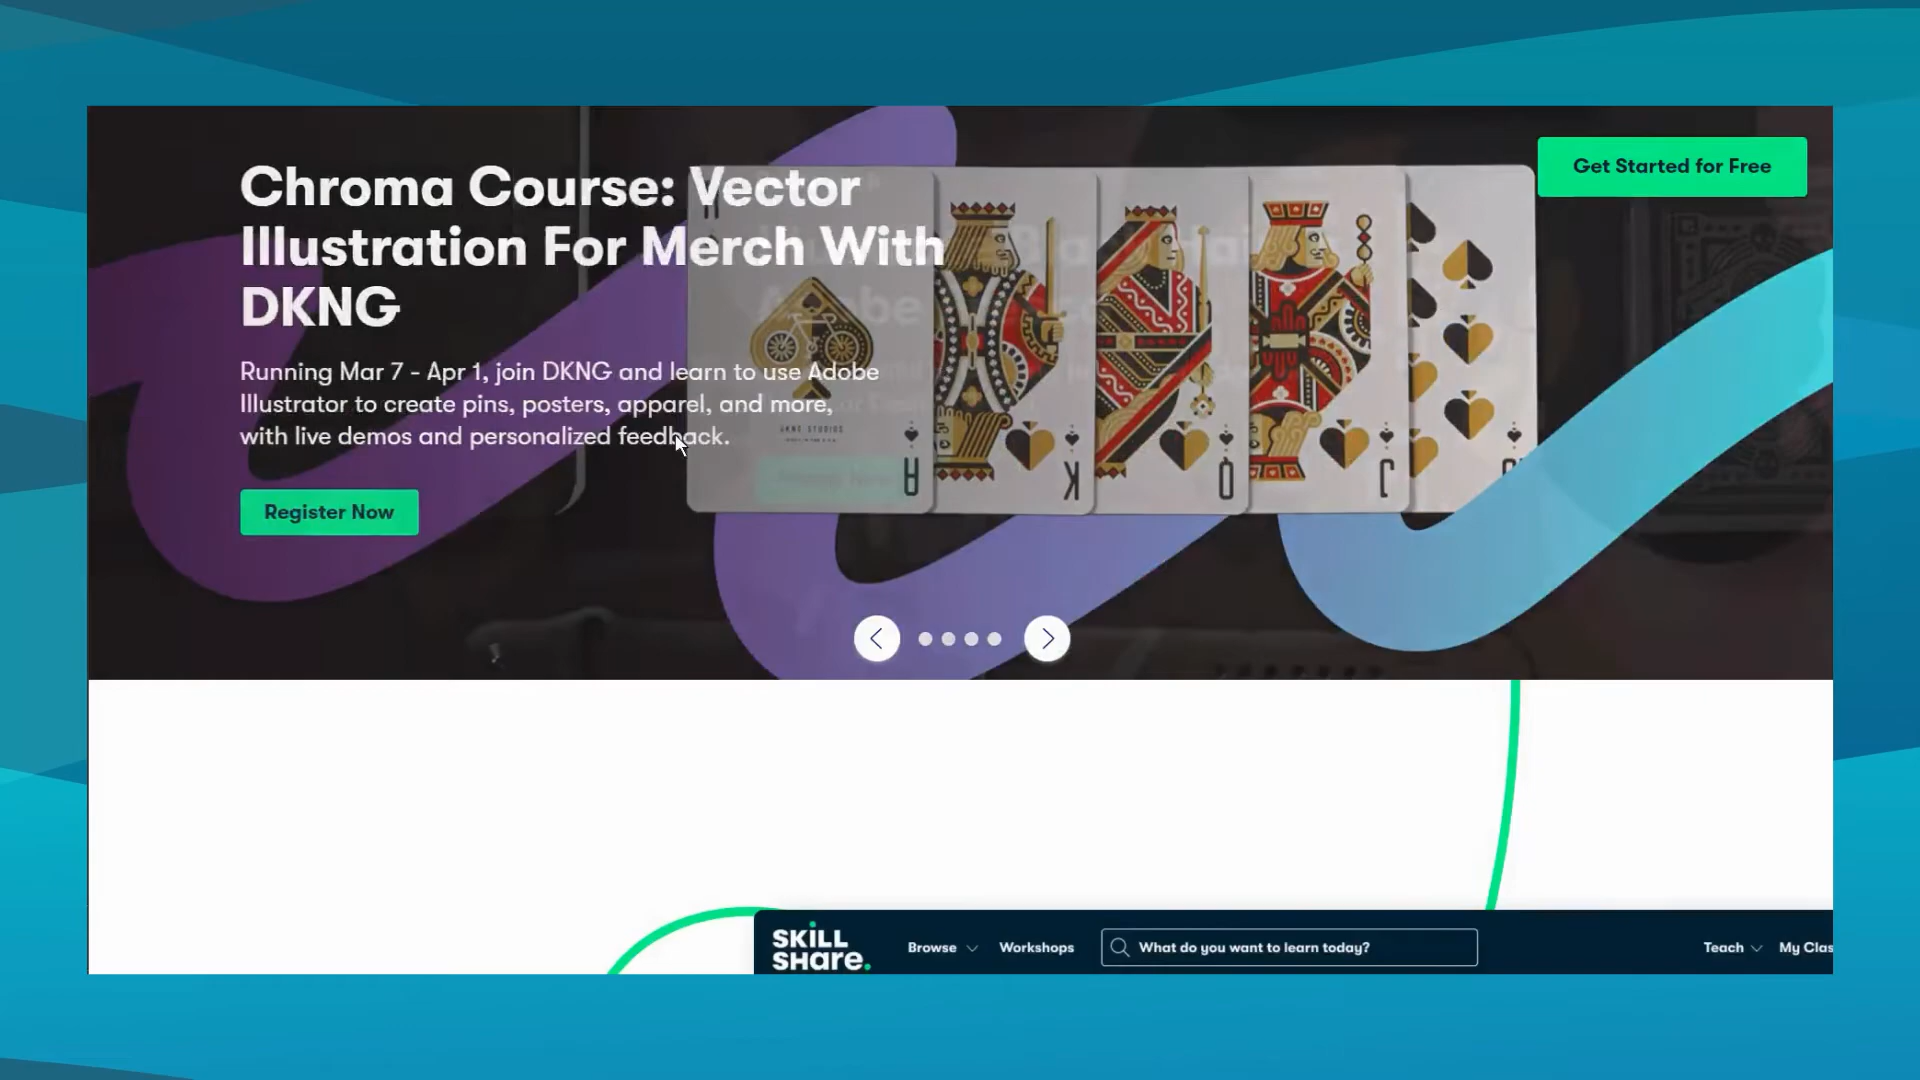 Get Started for Free
Chroma Course: Vector
Illustration For Merch With
DKNG
Running Mar 7 - Apr 1, join DKNG and learn to use Adobe
Illustrator to create pins, posters, apparel, and more,
with live demos and personalized feedback.
Register Now
A
K
Q
J
SKILL
SHare.
Browse
Workshops
What do you want to learn today?
Teach
My Clas